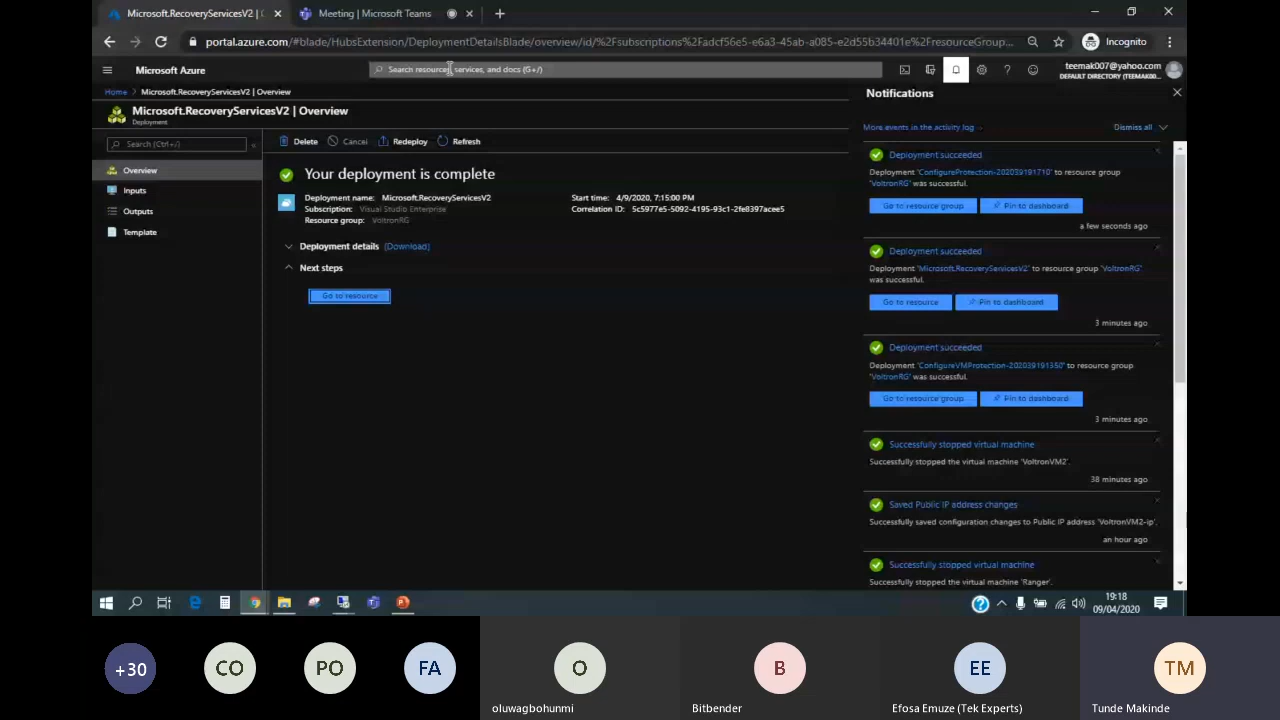 Microsoft.RecoveryServicesV2 |
Meeting | Microsoft Teams
portal.azure.com/#blade/HubsExtension/DeploymentDetailsBlade/overview/id/%2Fsubscriptions%2Fadcf56e5-e6a3-45ab-a085-e2d55b34401e%2FresourceGroup...
Incognito
Microsoft Azure
Search resources, services, and docs (G+/)
teemak007@yahoo.com
DEFAULT DIRECTORY (TEEMAK00...
Home > Microsoft.RecoveryServicesV2 | Overview
Microsoft.RecoveryServicesV2 | Overview
Deployment
Search (Ctrl+/)
Overview
Inputs
Outputs
Template
Delete
Cancel
Redeploy
Refresh
Your deployment is complete
Deployment name: Microsoft.RecoveryServicesV2
Subscription: Visual Studio Enterprise
Resource group: VoltronRG
Start time: 4/9/2020, 7:15:00 PM
Correlation ID: 5c5977e5-5092-4195-93c1-2fe8397acee5
Deployment details (Download)
Next steps
Go to resource
Notifications
More events in the activity log
Dismiss all
Deployment succeeded
Deployment 'ConfigureProtection-202039191710' to resource group
'VoltronRG' was successful.
Go to resource group
Pin to dashboard
a few seconds ago
Deployment succeeded
Deployment 'Microsoft.RecoveryServicesV2' to resource group 'VoltronRG'
was successful.
Go to resource
Pin to dashboard
3 minutes ago
Deployment succeeded
Deployment 'ConfigureVMProtection-202039191350' to resource group
'VoltronRG' was successful.
Go to resource group
Pin to dashboard
3 minutes ago
Successfully stopped virtual machine
Successfully stopped the virtual machine 'VoltronVM2'.
38 minutes ago
Saved Public IP address changes
Successfully saved configuration changes to Public IP address 'VoltronVM2-ip'.
an hour ago
Successfully stopped virtual machine
Successfully stopped the virtual machine 'Ranger'.
19:18
09/04/2020
+30
CO
PO
FA
O
oluwagbohunmi
B
Bitbender
EE
Efosa Emuze (Tek Experts)
TM
Tunde Makinde